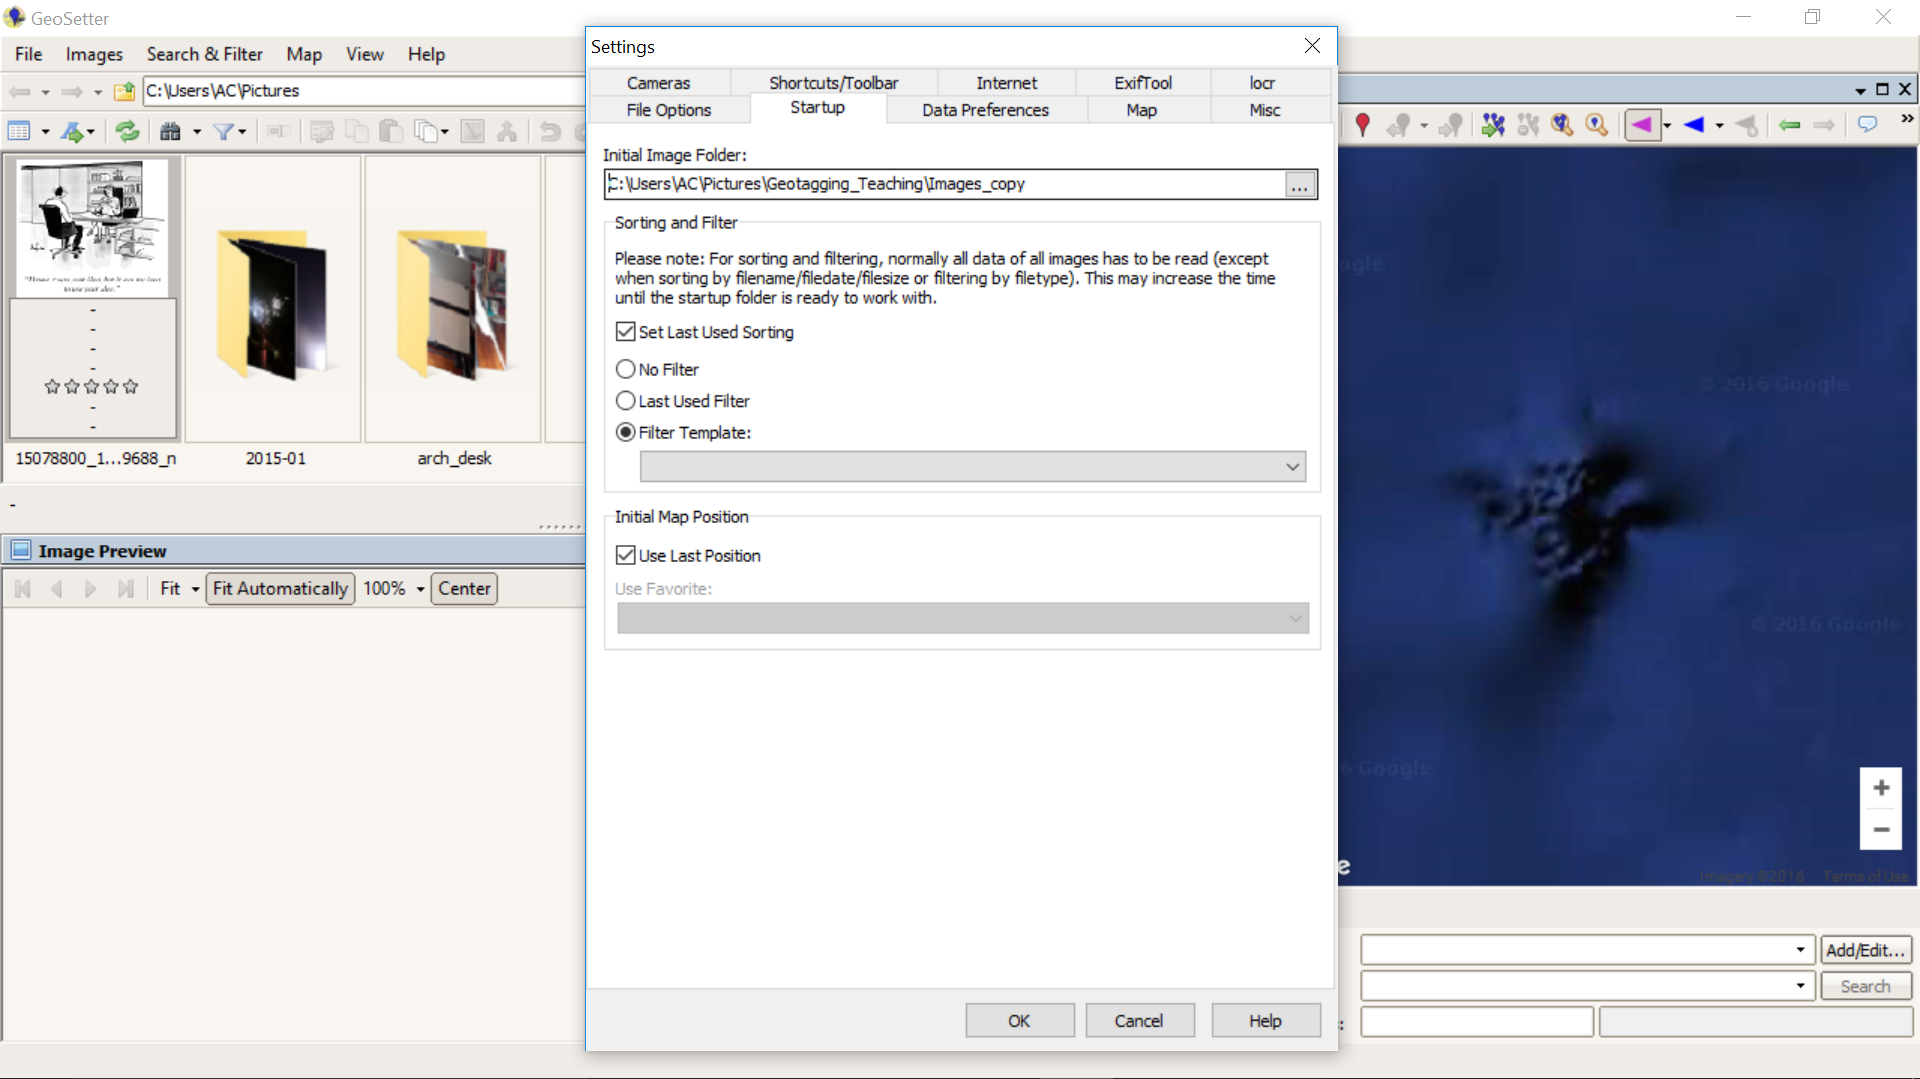 GeoSetter
File Images Search & Filter Map View Help
C:\Users\AC\Pictures
15078800_1...9688_n
2015-01
arch_desk
-
Image Preview
Fit Fit Automatically 100% Center
Settings
Cameras Shortcuts/Toolbar Internet ExifTool locr
File Options Startup Data Preferences Map Misc
Initial Image Folder:
C:\Users\AC\Pictures\Geotagging_Teaching\Images_copy
...
Sorting and Filter
Please note: For sorting and filtering, normally all data of all images has to be read (except
when sorting by filename/filedate/filesize or filtering by filetype). This may increase the time
until the startup folder is ready to work with.
Set Last Used Sorting
No Filter
Last Used Filter
Filter Template:
Initial Map Position
Use Last Position
Use Favorite:
OK Cancel Help
ogle
© 2016 Google
© 2016 Google
6 Google
e
+
−
Imagery ©2016 Terms of Use
Add/Edit...
Search
: